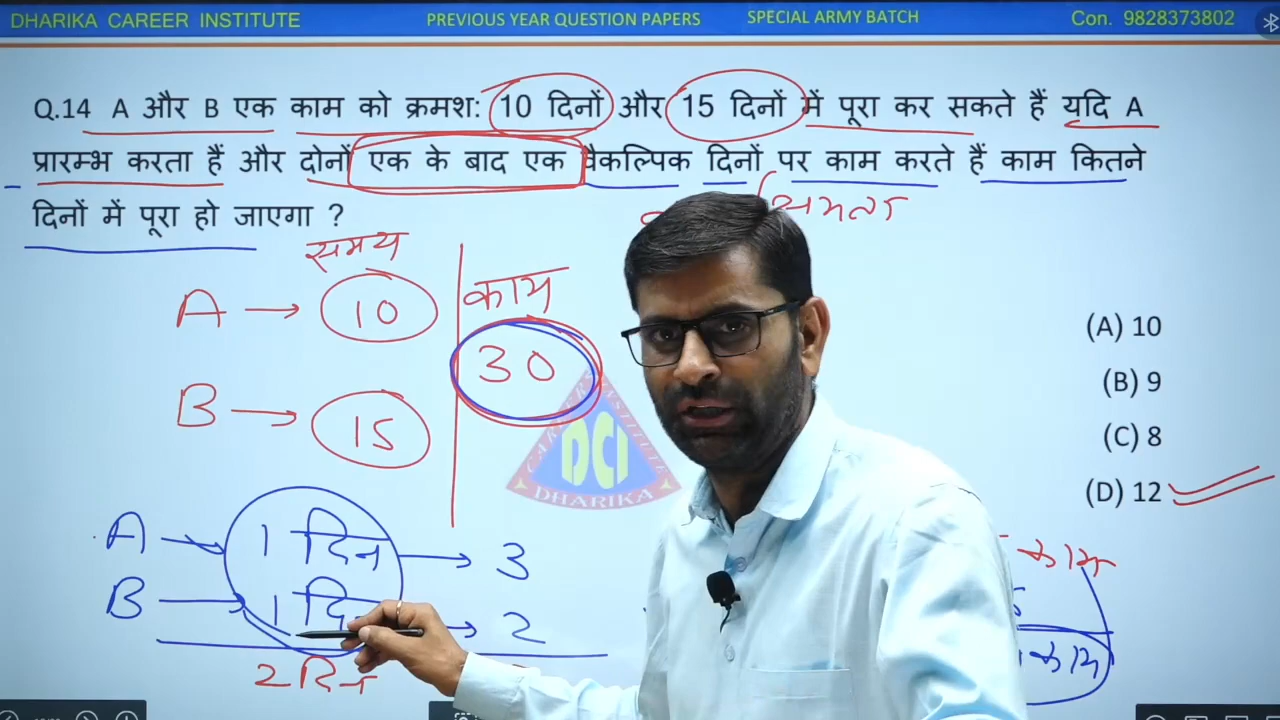 DHARIKA CAREER INSTITUTE PREVIOUS YEAR QUESTION PAPERS SPECIAL ARMY BATCH Con. 9828373802
Q.14 A और B एक काम को क्रमश: 10 दिनों और 15 दिनों में पूरा कर सकते हैं यदि A
प्रारम्भ करता हैं और दोनों एक के बाद एक वैकल्पिक दिनों पर काम करते हैं काम कितने
दिनों में पूरा हो जाएगा ?
समय
A → 10
कार्य
30
B → 15
(A) 10
(B) 9
(C) 8
(D) 12
DCI
DHARIKA
A → 1 दिन → 3
B → 1 दिन → 2
2 दिन
काम
काम